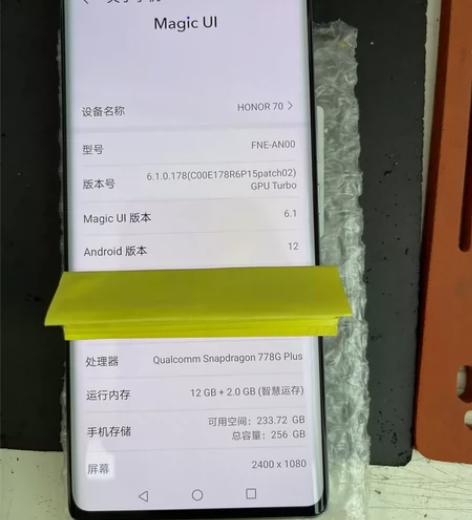 Magic UI
设备名称 HONOR 70
型号 FNE-AN00
版本号 6.1.0.178(C00E178R6P15patch02)
GPU Turbo
Magic UI 版本 6.1
Android 版本 12
处理器 Qualcomm Snapdragon 778G Plus
运行内存 12 GB + 2.0 GB (智慧运存)
手机存储 可用空间：233.72 GB
总容量：256 GB
屏幕 2400 x 1080